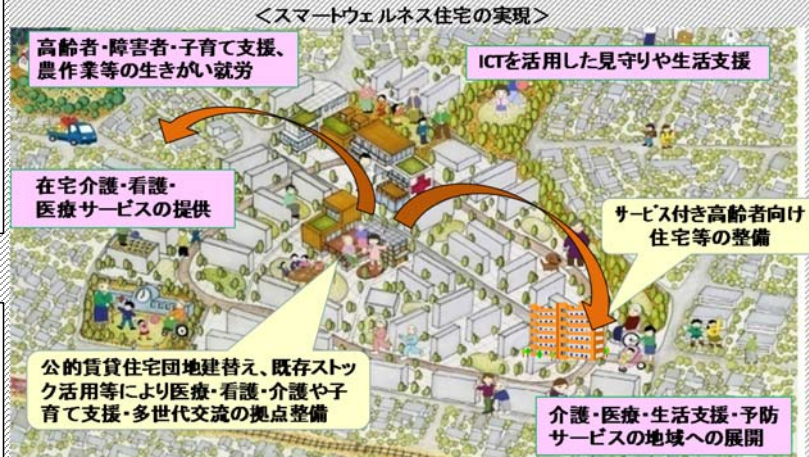 ＜スマートウェルネス住宅の実現＞
高齢者・障害者・子育て支援、
農作業等の生きがい就労
ICTを活用した見守りや生活支援
在宅介護・看護・
医療サービスの提供
サービス付き高齢者向け
住宅等の整備
公的賃貸住宅団地建替え、既存ストッ
ク活用等により医療・看護・介護や子
育て支援・多世代交流の拠点整備
介護・医療・生活支援・予防
サービスの地域への展開